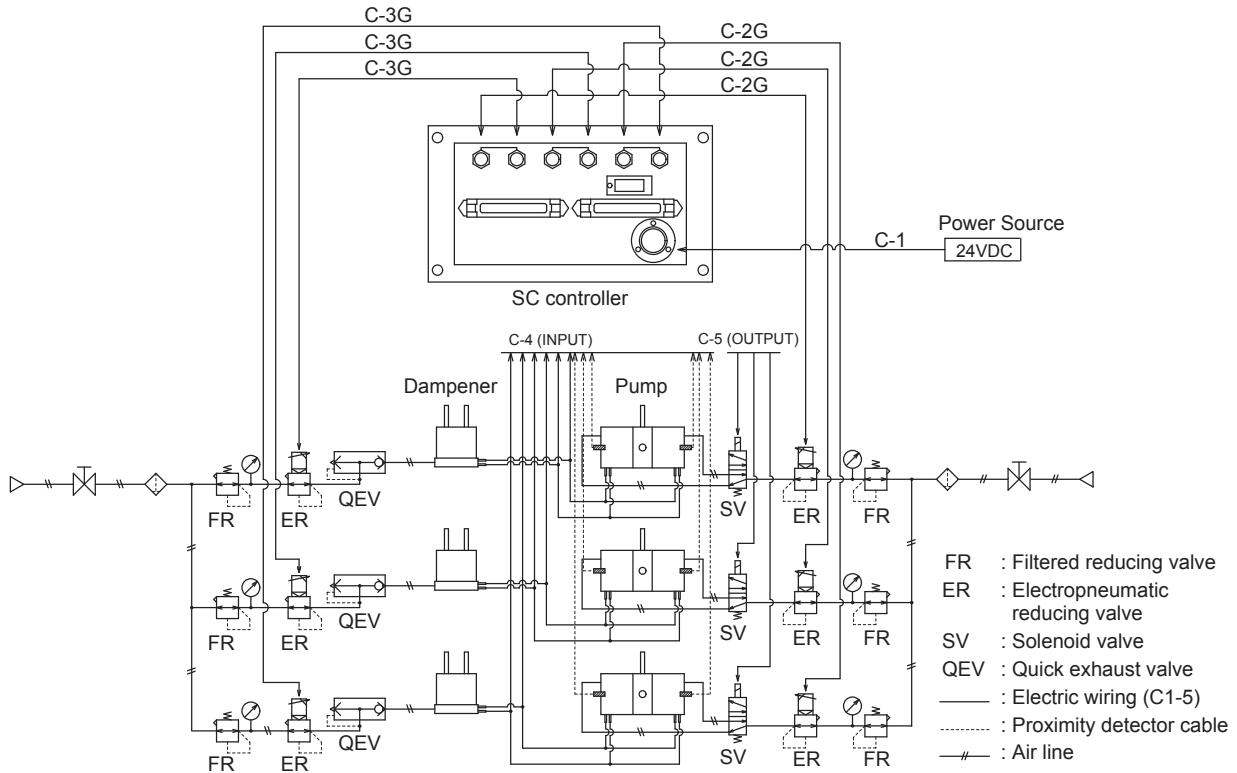 C-3G
C-2G
C-3G
C-2G
C-3G
C-2G
Power Source
C-1
24VDC
SC controller
C-4 (INPUT)
C-5 (OUTPUT)
Dampener
Pump
FR
ER
QEV
SV
ER
FR
FR
ER
QEV
SV
ER
FR
FR
ER
QEV
SV
ER
FR
FR : Filtered reducing valve
ER : Electropneumatic
reducing valve
SV : Solenoid valve
QEV : Quick exhaust valve
: Electric wiring (C1-5)
: Proximity detector cable
: Air line